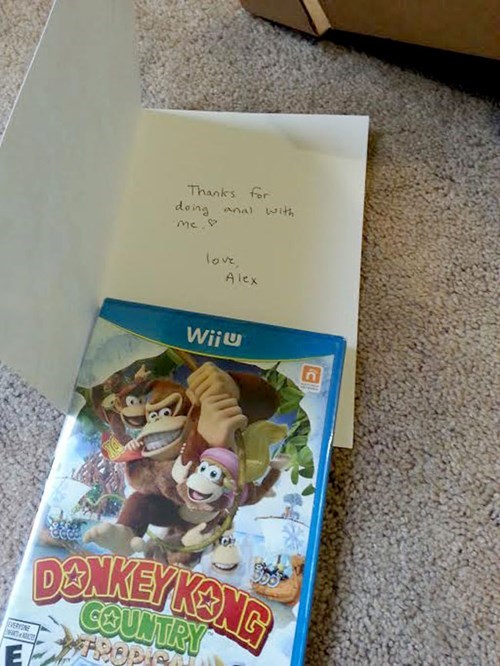 Thanks for
doing anal with
me. ♡
love,
Alex
Wii U
n
DONKEY KONG
COUNTRY
TROPICAL
EVERYONE
E